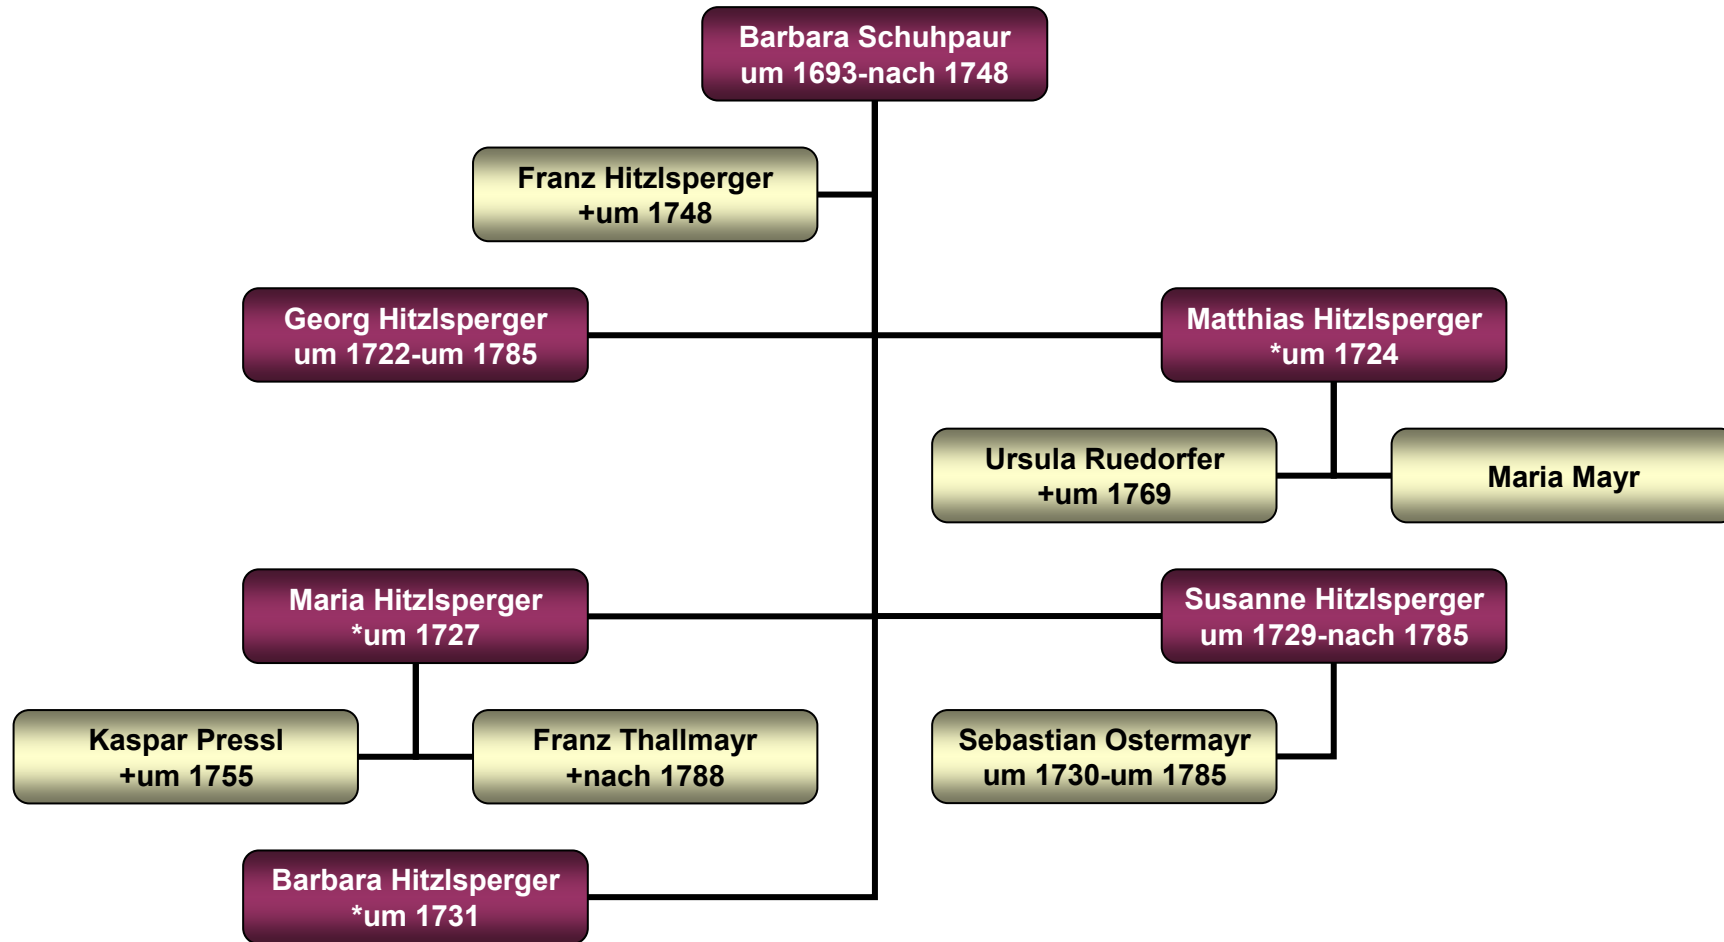 Barbara Schuhpaur
um 1693-nach 1748
Franz Hitzlsperger
+um 1748
Georg Hitzlsperger
um 1722-um 1785
Matthias Hitzlsperger
*um 1724
Ursula Ruedorfer
+um 1769
Maria Mayr
Maria Hitzlsperger
*um 1727
Susanne Hitzlsperger
um 1729-nach 1785
Kaspar Pressl
+um 1755
Franz Thallmayr
+nach 1788
Sebastian Ostermayr
um 1730-um 1785
Barbara Hitzlsperger
*um 1731